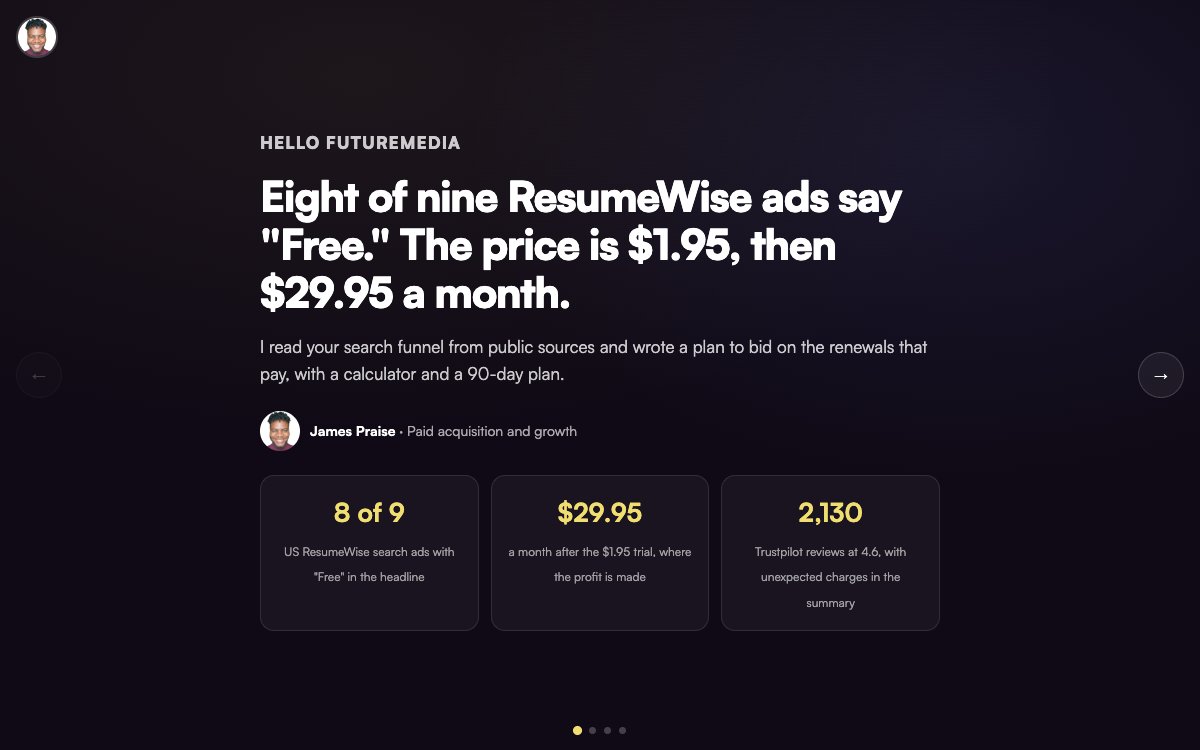 HELLO FUTUREMEDIA
Eight of nine ResumeWise ads say
"Free." The price is $1.95, then
$29.95 a month.
I read your search funnel from public sources and wrote a plan to bid on the renewals that
pay, with a calculator and a 90-day plan.
James Praise · Paid acquisition and growth
8 of 9
US ResumeWise search ads with
"Free" in the headline
$29.95
a month after the $1.95 trial, where
the profit is made
2,130
Trustpilot reviews at 4.6, with
unexpected charges in the
summary